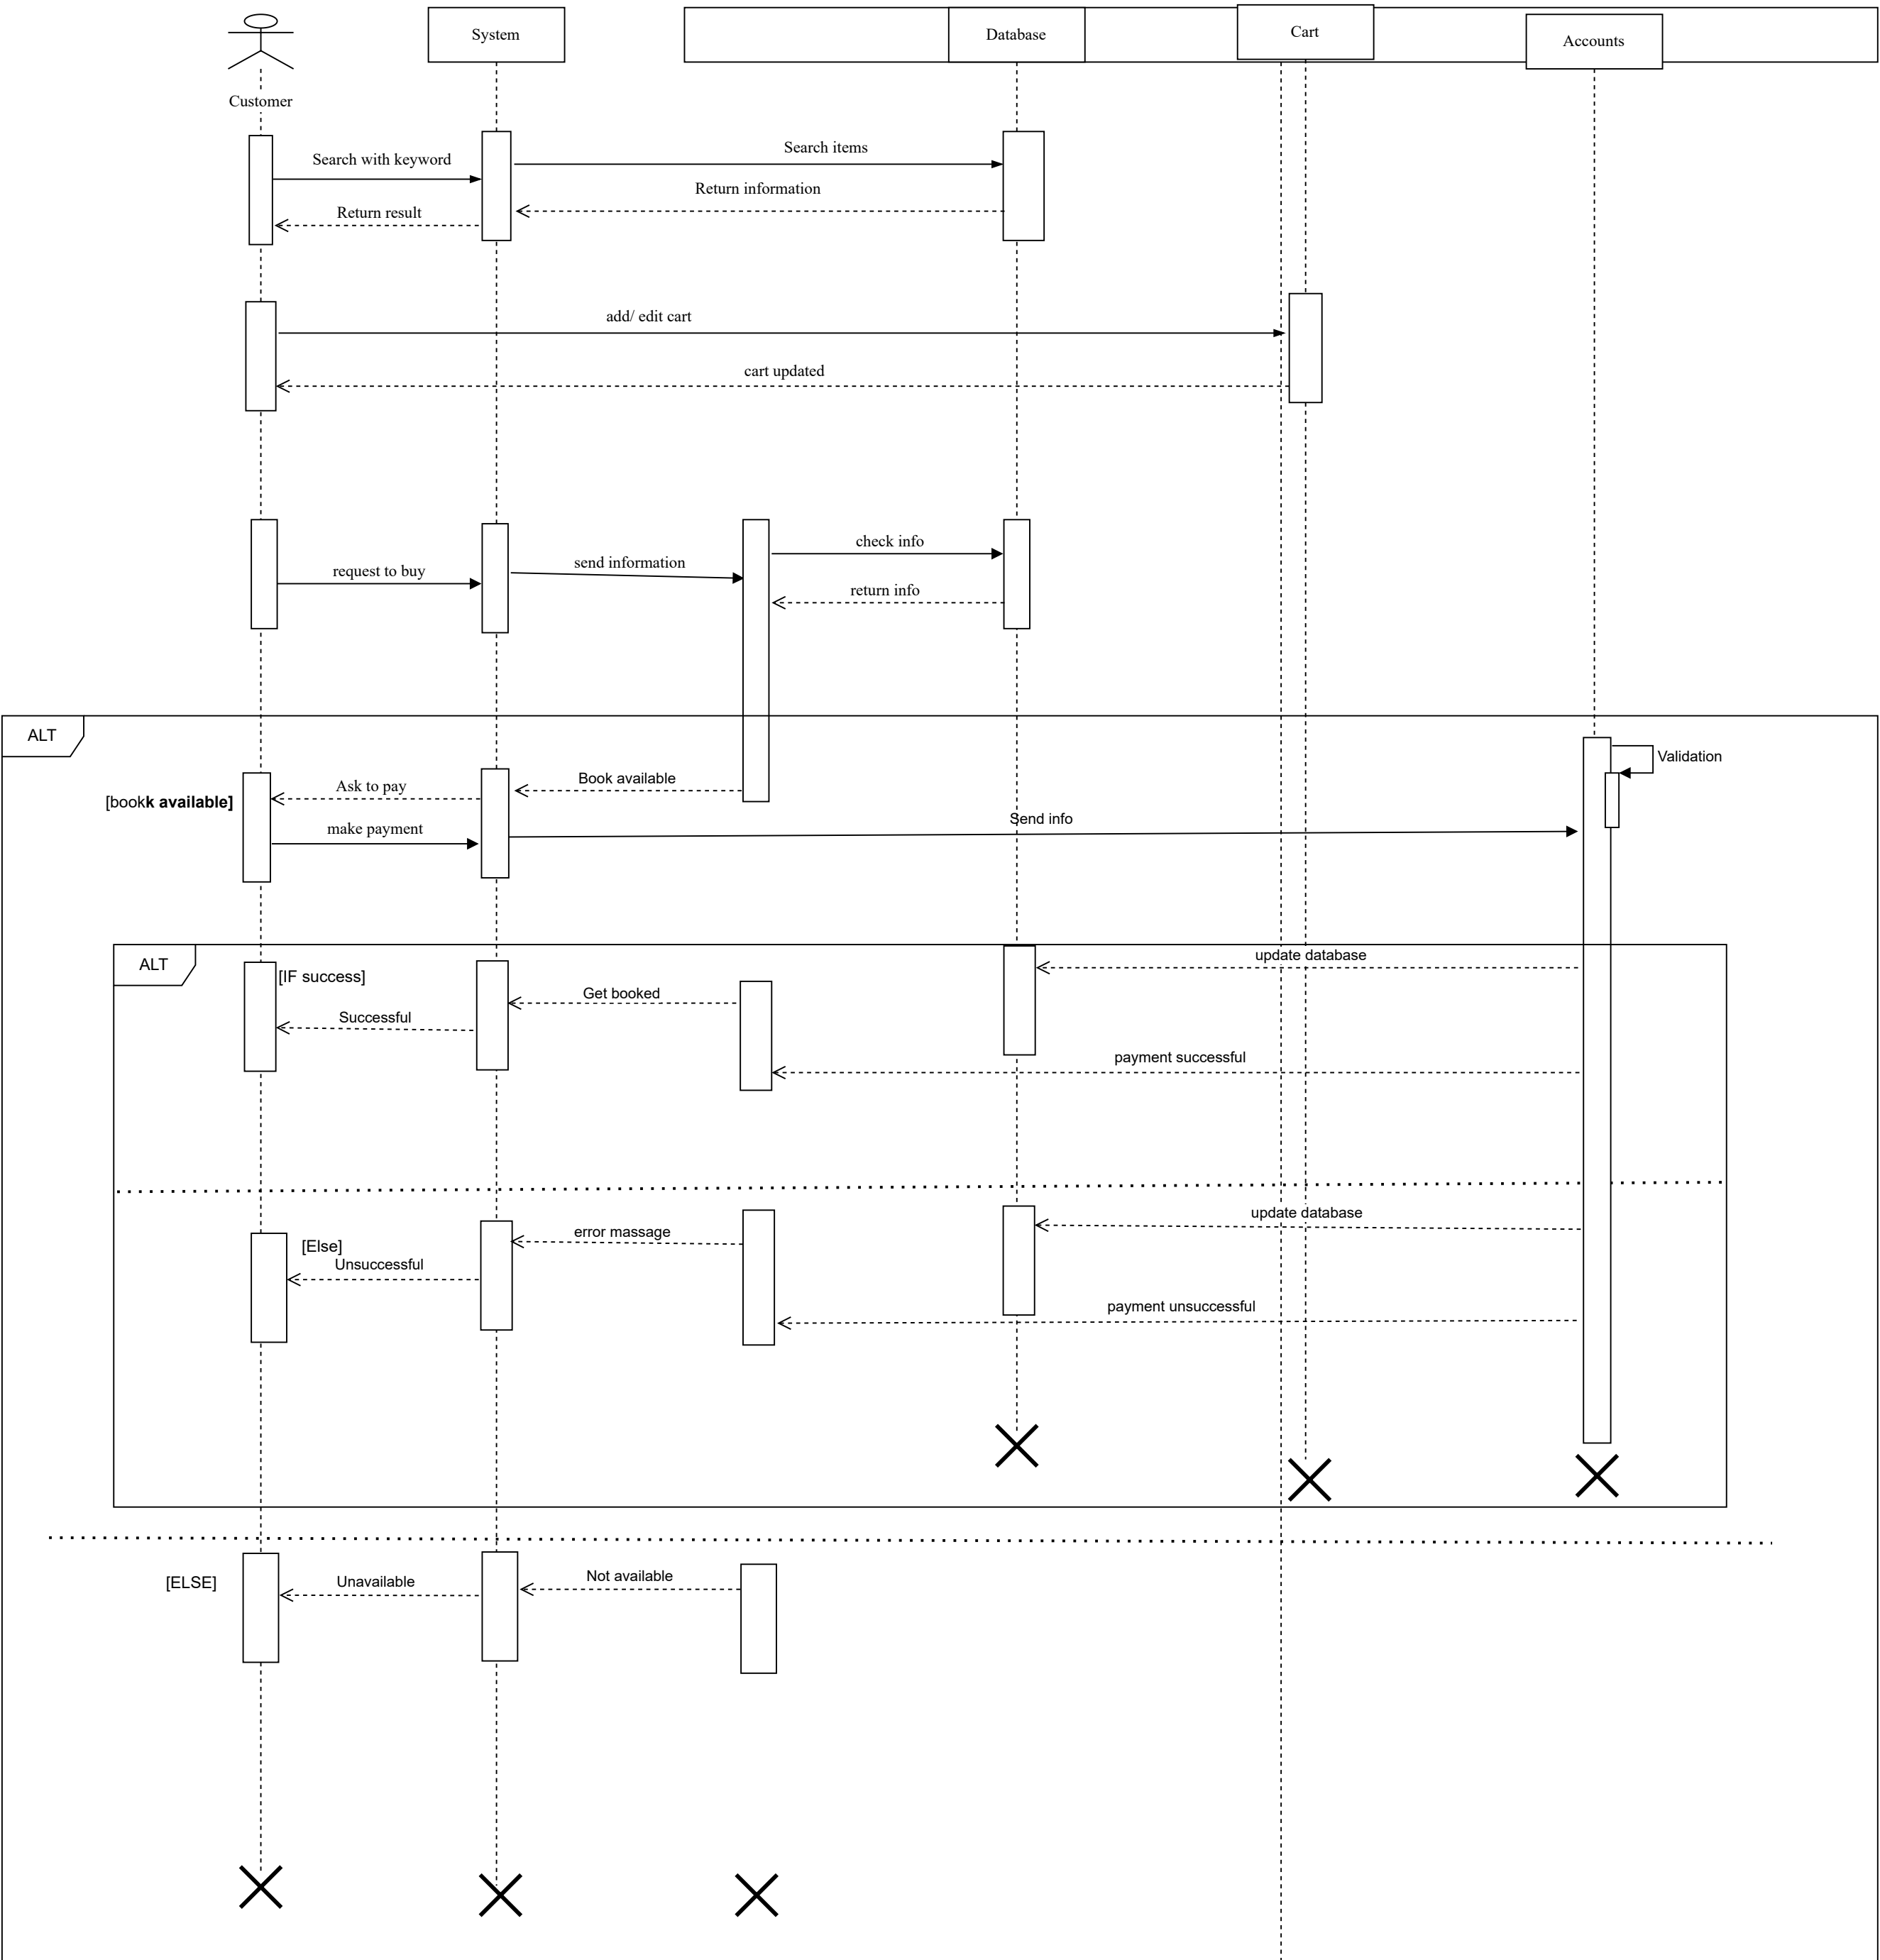 System
Database
Cart
Accounts
Customer
Search with keyword
Search items
Return information
Return result
add/ edit cart
cart updated
check info
send information
request to buy
return info
ALT
Validation
Book available
Ask to pay
[bookk available]
Send info
make payment
update database
ALT
[IF success]
Get booked
Successful
payment successful
update database
error massage
[Else]
Unsuccessful
payment unsuccessful
Not available
Unavailable
[ELSE]